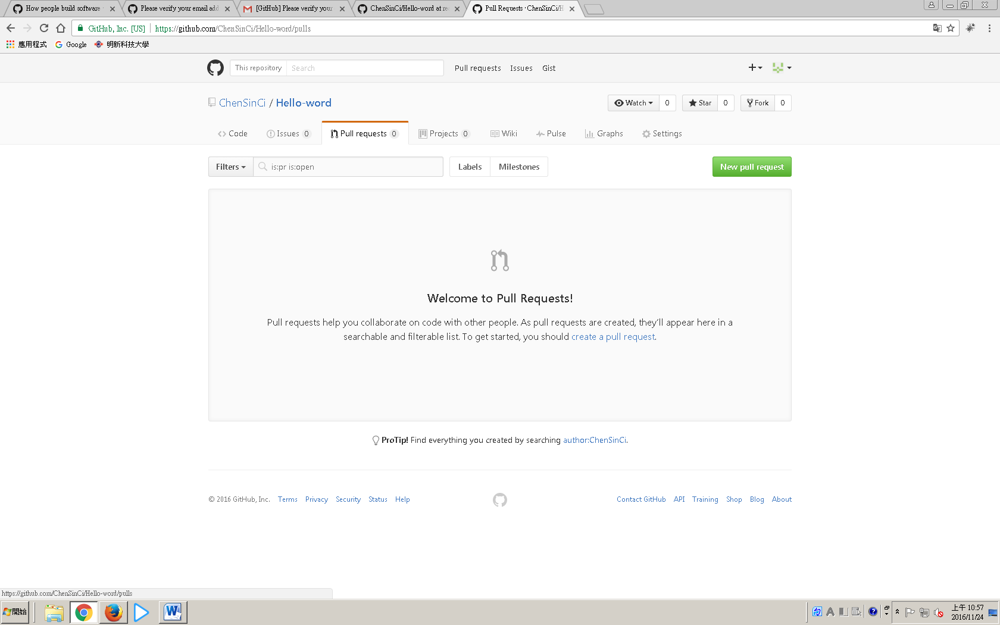 How people build software
Please verify your email add
[GitHub] Please verify your
ChenSinCi/Hello-word at re
Pull Requests · ChenSinCi/H
GitHub, Inc. [US]
https://github.com/ChenSinCi/Hello-word/pulls
應用程式
Google
明新科技大學
This repository
Search
Pull requests
Issues
Gist
ChenSinCi / Hello-word
Watch 0
Star 0
Fork 0
Code
Issues 0
Pull requests 0
Projects 0
Wiki
Pulse
Graphs
Settings
Filters
is:pr is:open
Labels
Milestones
New pull request
Welcome to Pull Requests!
Pull requests help you collaborate on code with other people. As pull requests are created, they'll appear here in a
searchable and filterable list. To get started, you should create a pull request.
ProTip! Find everything you created by searching author:ChenSinCi.
© 2016 GitHub, Inc.
Terms
Privacy
Security
Status
Help
Contact GitHub
API
Training
Shop
Blog
About
https://github.com/ChenSinCi/Hello-word/pulls
開始
上午 10:57
2016/11/24